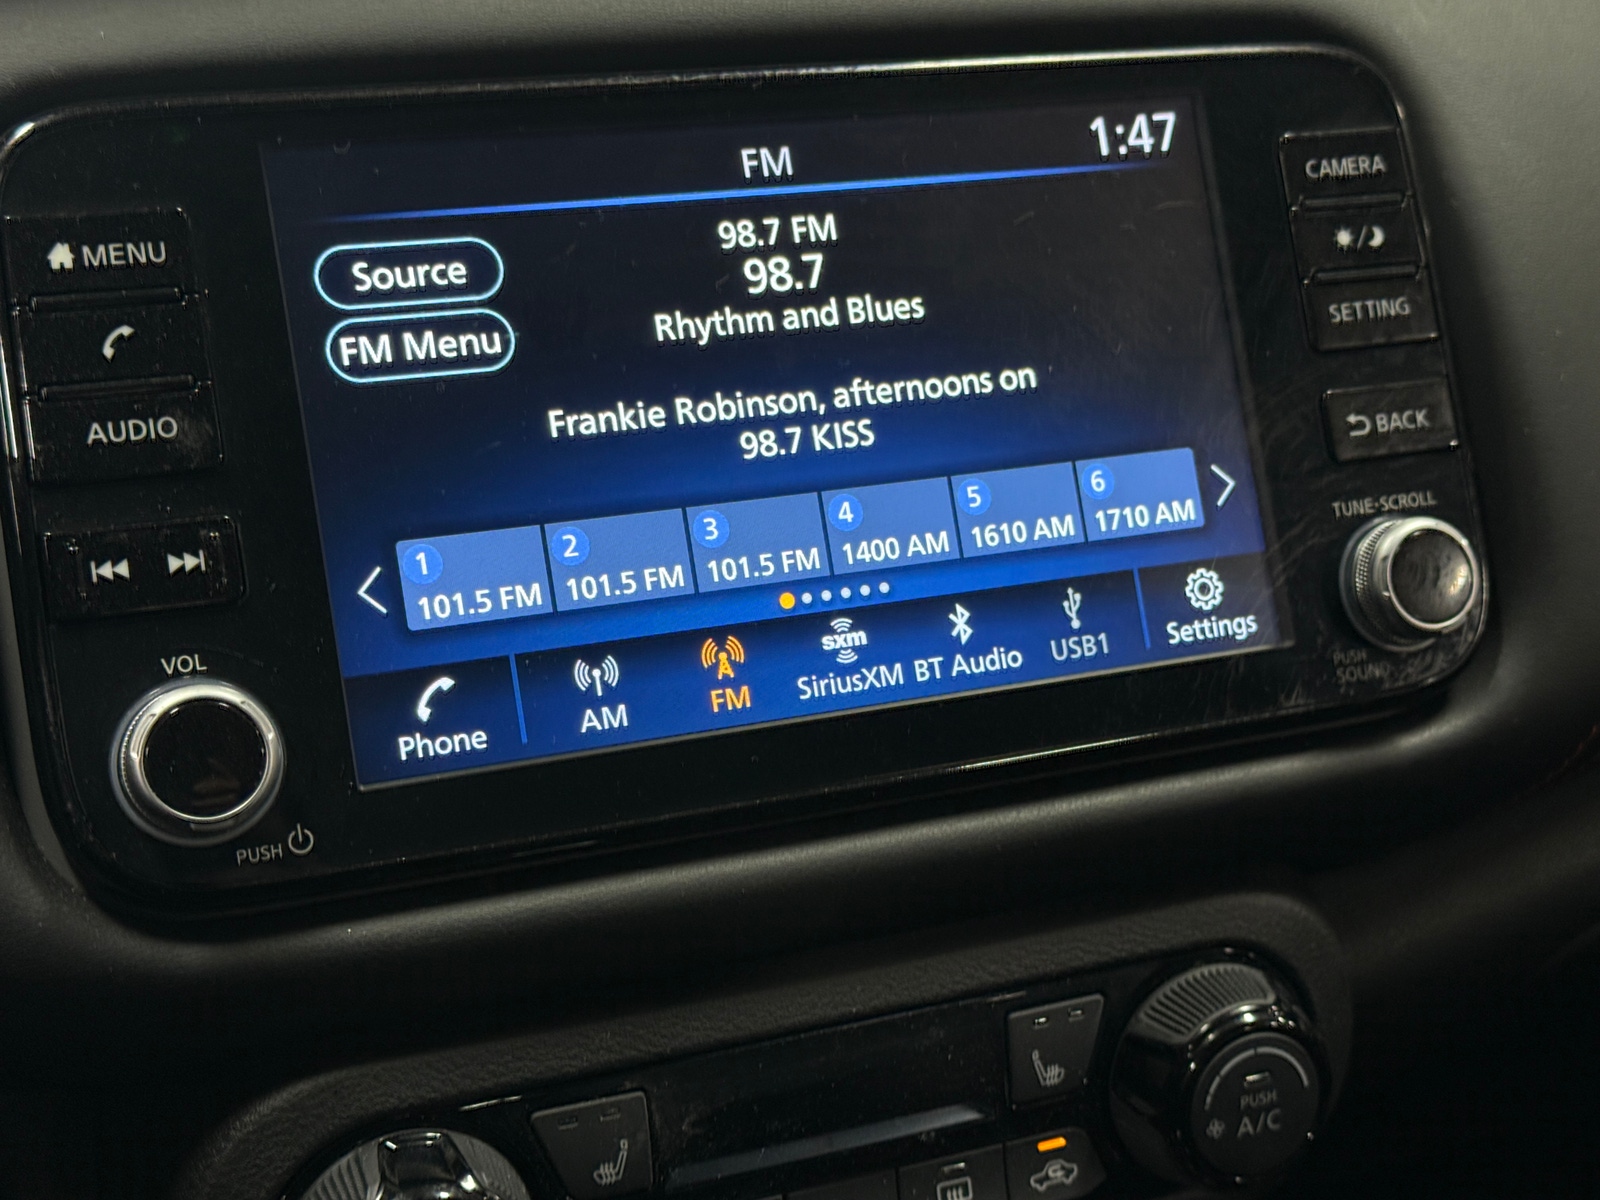 FM
1:47
Source
FM Menu
98.7 FM
98.7
Rhythm and Blues
Frankie Robinson, afternoons on
98.7 KISS
1
101.5 FM
2
101.5 FM
3
101.5 FM
4
1400 AM
5
1610 AM
6
1710 AM
Phone
AM
FM
sxm
SiriusXM
BT Audio
USB1
Settings
MENU
AUDIO
VOL
PUSH
CAMERA
SETTING
BACK
TUNE·SCROLL
PUSH
SOUND
PUSH
A/C